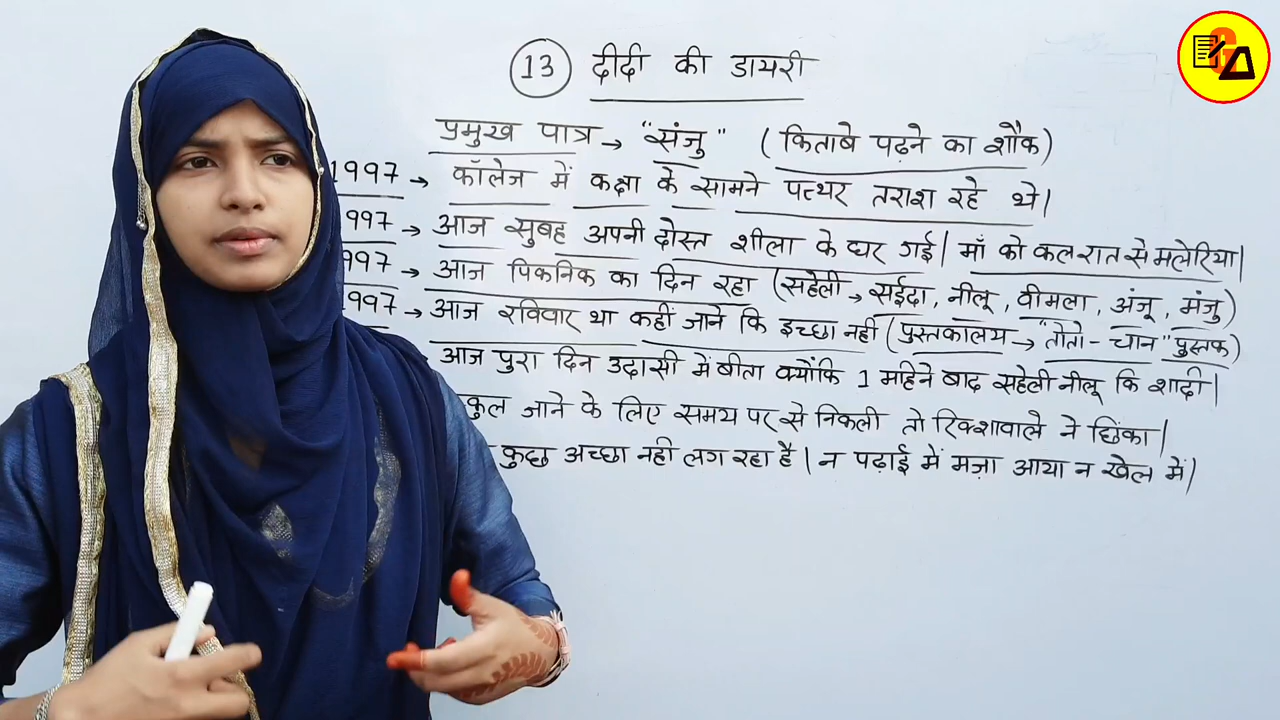 13 दीदी की डायरी
प्रमुख पात्र → "संजु" (किताबे पढ़ने का शौक)
1997 → कॉलेज में कक्षा के सामने पत्थर तराश रहे थे।
997 → आज सुबह अपनी दोस्त शीला के घर गई। माँ को कल रात से मलेरिया।
997 → आज पिकनिक का दिन रहा (सहेली → सईदा, नीलू, वीमला, अंजू, मंजु)
1997 → आज रविवार था कहीं जाने कि इच्छा नहीं (पुस्तकालय → "तोतो-चान" पुस्तक)
आज पुरा दिन उदासी में बीता क्योंकि 1 महिने बाद सहेली नीलू कि शादी।
कुल जाने के लिए समय पर से निकली तो रिक्शावाले ने छिंका।
कुछ अच्छा नही लग रहा है। न पढ़ाई में मज़ा आया न खेल में।